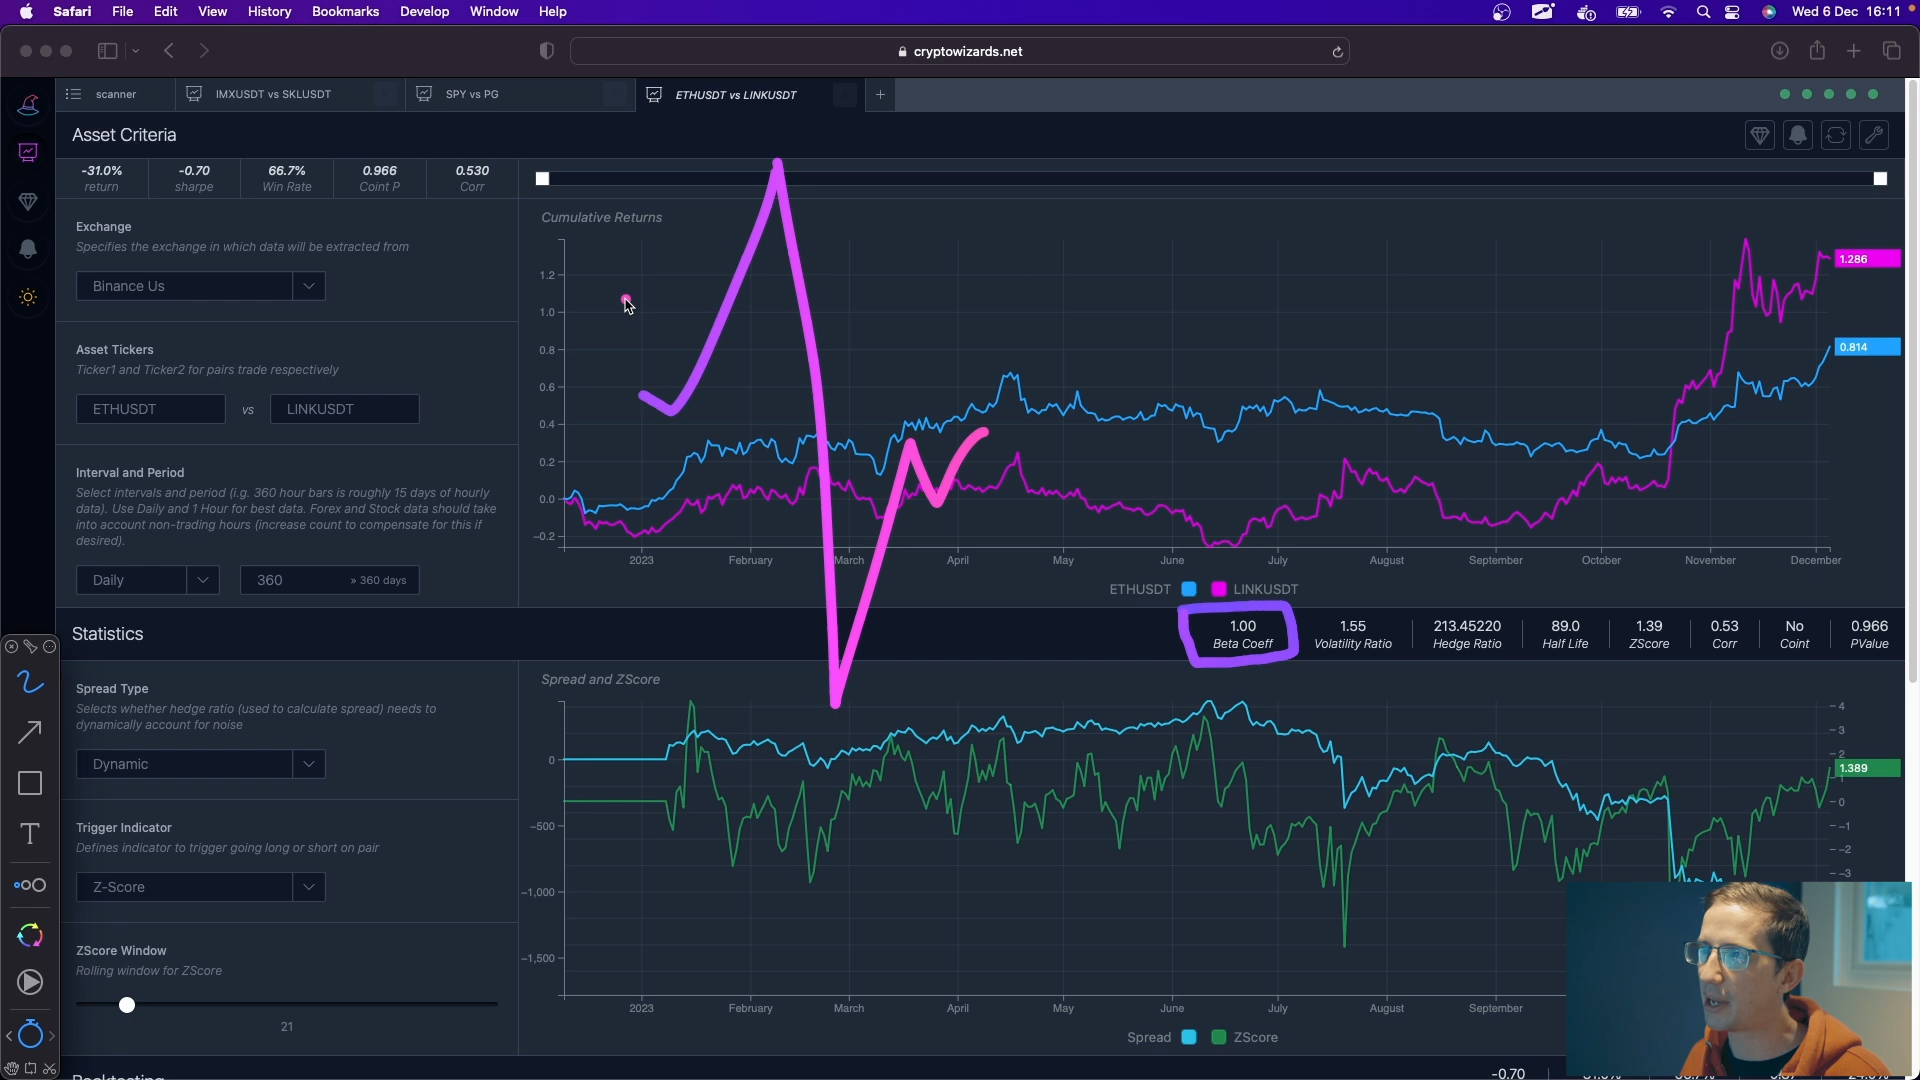 Safari File Edit View History Bookmarks Develop Window Help Wed 6 Dec 16:11
cryptowizards.net
scanner IMXUSDT vs SKLUSDT SPY vs PG ETHUSDT vs LINKUSDT
Asset Criteria
-31.0% -0.70 66.7% 0.966 0.530
return sharpe Win Rate Coint P Corr
Cumulative Returns
Exchange
Specifies the exchange in which data will be extracted from
Binance Us
Asset Tickers
Ticker1 and Ticker2 for pairs trade respectively
ETHUSDT vs LINKUSDT
Interval and Period
Select intervals and period (i.g. 360 hour bars is roughly 15 days of hourly
data). Use Daily and 1 Hour for best data. Forex and Stock data should take
into account non-trading hours (increase count to compensate for this if
desired).
Daily 360 » 360 days
1.2
1.0
0.8
0.6
0.4
0.2
0.0
−0.2
1.286
0.814
2023 February March April May June July August September October November December
ETHUSDT LINKUSDT
Statistics
1.00 1.55 213.45220 89.0 1.39 0.53 No 0.966
Beta Coeff Volatility Ratio Hedge Ratio Half Life ZScore Corr Coint PValue
Spread Type
Selects whether hedge ratio (used to calculate spread) needs to
dynamically account for noise
Dynamic
Trigger Indicator
Defines indicator to trigger going long or short on pair
Z-Score
ZScore Window
Rolling window for ZScore
21
Spread and ZScore
0
−500
−1,000
−1,500
4
3
2
1.389
0
−1
−2
−3
2023 February March April May June July August September
Spread ZScore
-0.70